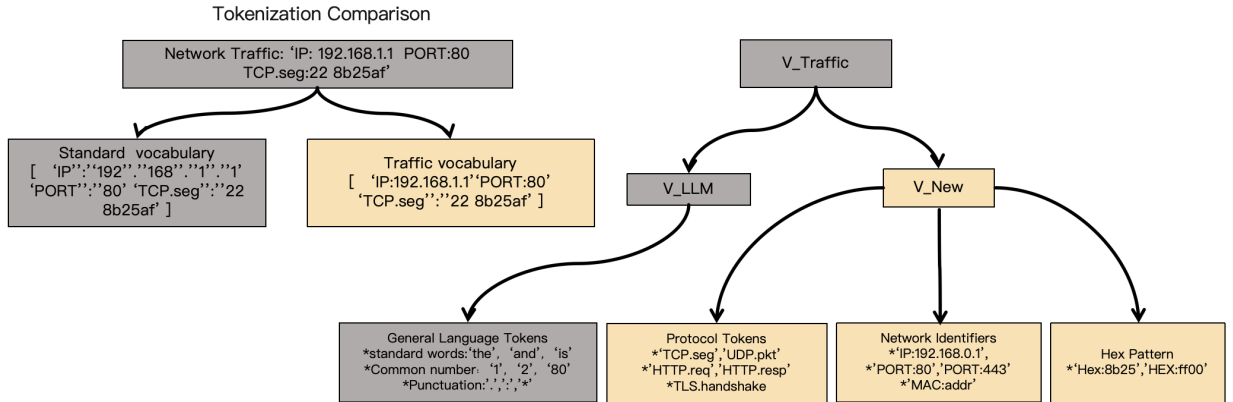 Tokenization Comparison
Network Traffic: ‘IP: 192.168.1.1 PORT:80
TCP.seg:22 8b25af’
Standard vocabulary
[ ‘IP’’:’‘192’’.’‘168’’.’‘1’’.’‘1’
‘PORT’’:’‘80’ ‘TCP.seg’’:’‘22
8b25af’ ]
Traffic vocabulary
[ ‘IP:192.168.1.1’‘PORT:80’
‘TCP.seg’’:’’22 8b25af’ ]
V_Traffic
V_LLM
V_New
General Language Tokens
*standard words:‘the’, ‘and’, ‘is’
*Common number: ‘1’, ‘2’, ‘80’
*Punctuation:‘.’,‘:’,‘*’
Protocol Tokens
*‘TCP.seg’,‘UDP.pkt’
*‘HTTP.req’,‘HTTP.resp’
*TLS.handshake
Network Identifiers
*‘IP:192.168.0.1’,
*‘PORT:80’,‘PORT:443’
*‘MAC:addr’
Hex Pattern
*‘Hex:8b25’,‘HEX:ff00’